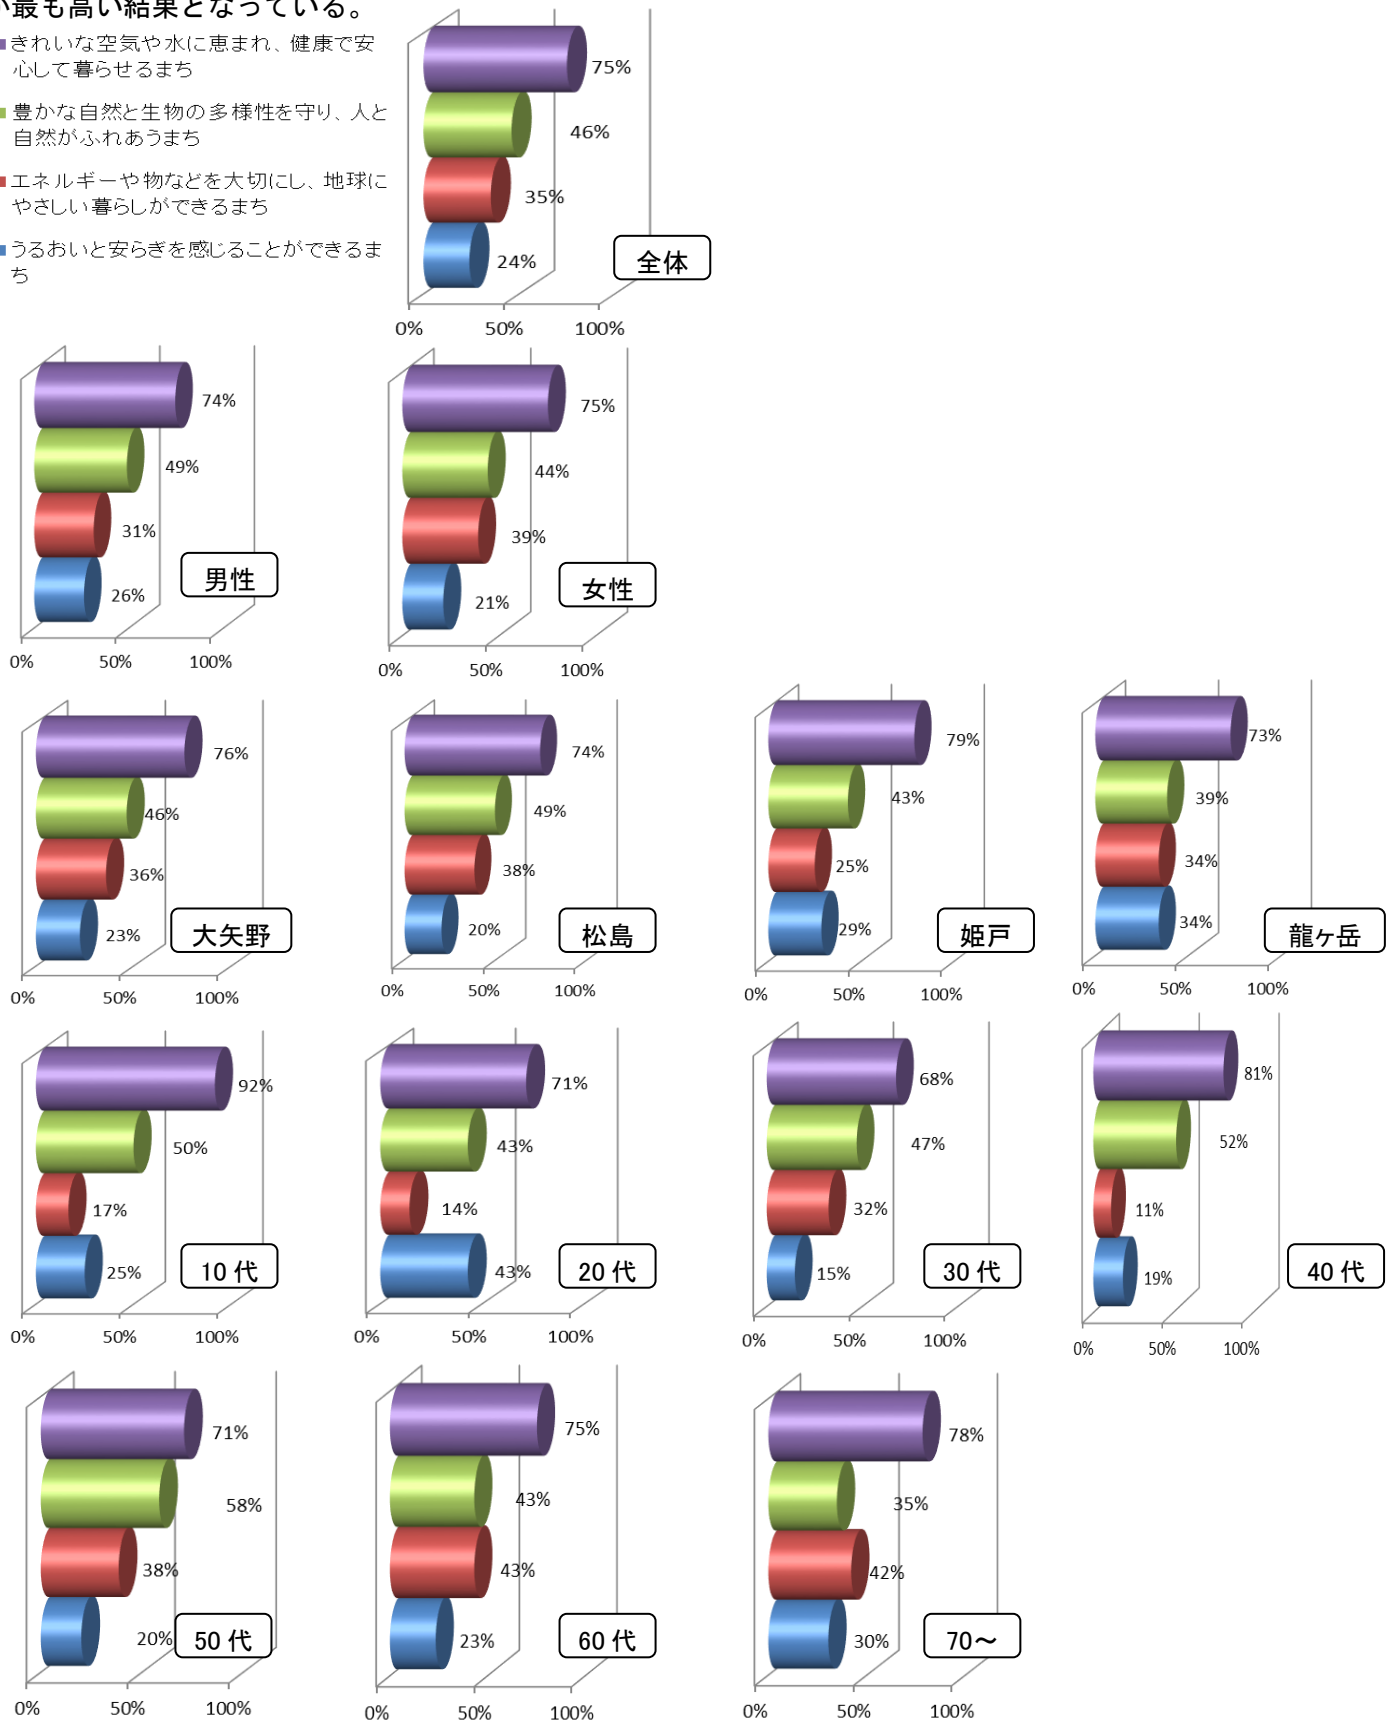 が最も高い結果となっている。
きれいな空気や水に恵まれ、健康で安
心して暮らせるまち
豊かな自然と生物の多様性を守り、人と
自然がふれあうまち
エネルギーや物などを大切にし、地球に
やさしい暮らしができるまち
うるおいと安らぎを感じることができるま
ち
75%
46%
35%
24%
全体
0% 50% 100%
74%
49%
31%
26%
男性
0% 50% 100%
75%
44%
39%
21%
女性
0% 50% 100%
76%
46%
36%
23%
大矢野
0% 50% 100%
74%
49%
38%
20%
松島
0% 50% 100%
79%
43%
25%
29%
姫戸
0% 50% 100%
73%
39%
34%
34%
龍ヶ岳
0% 50% 100%
92%
50%
17%
25%
10 代
0% 50% 100%
71%
43%
14%
43%
20 代
0% 50% 100%
68%
47%
32%
15%
30 代
0% 50% 100%
81%
52%
11%
19%
40 代
0% 50% 100%
71%
58%
38%
20%
50 代
0% 50% 100%
75%
43%
43%
23%
60 代
0% 50% 100%
78%
35%
42%
30%
70～
0% 50% 100%